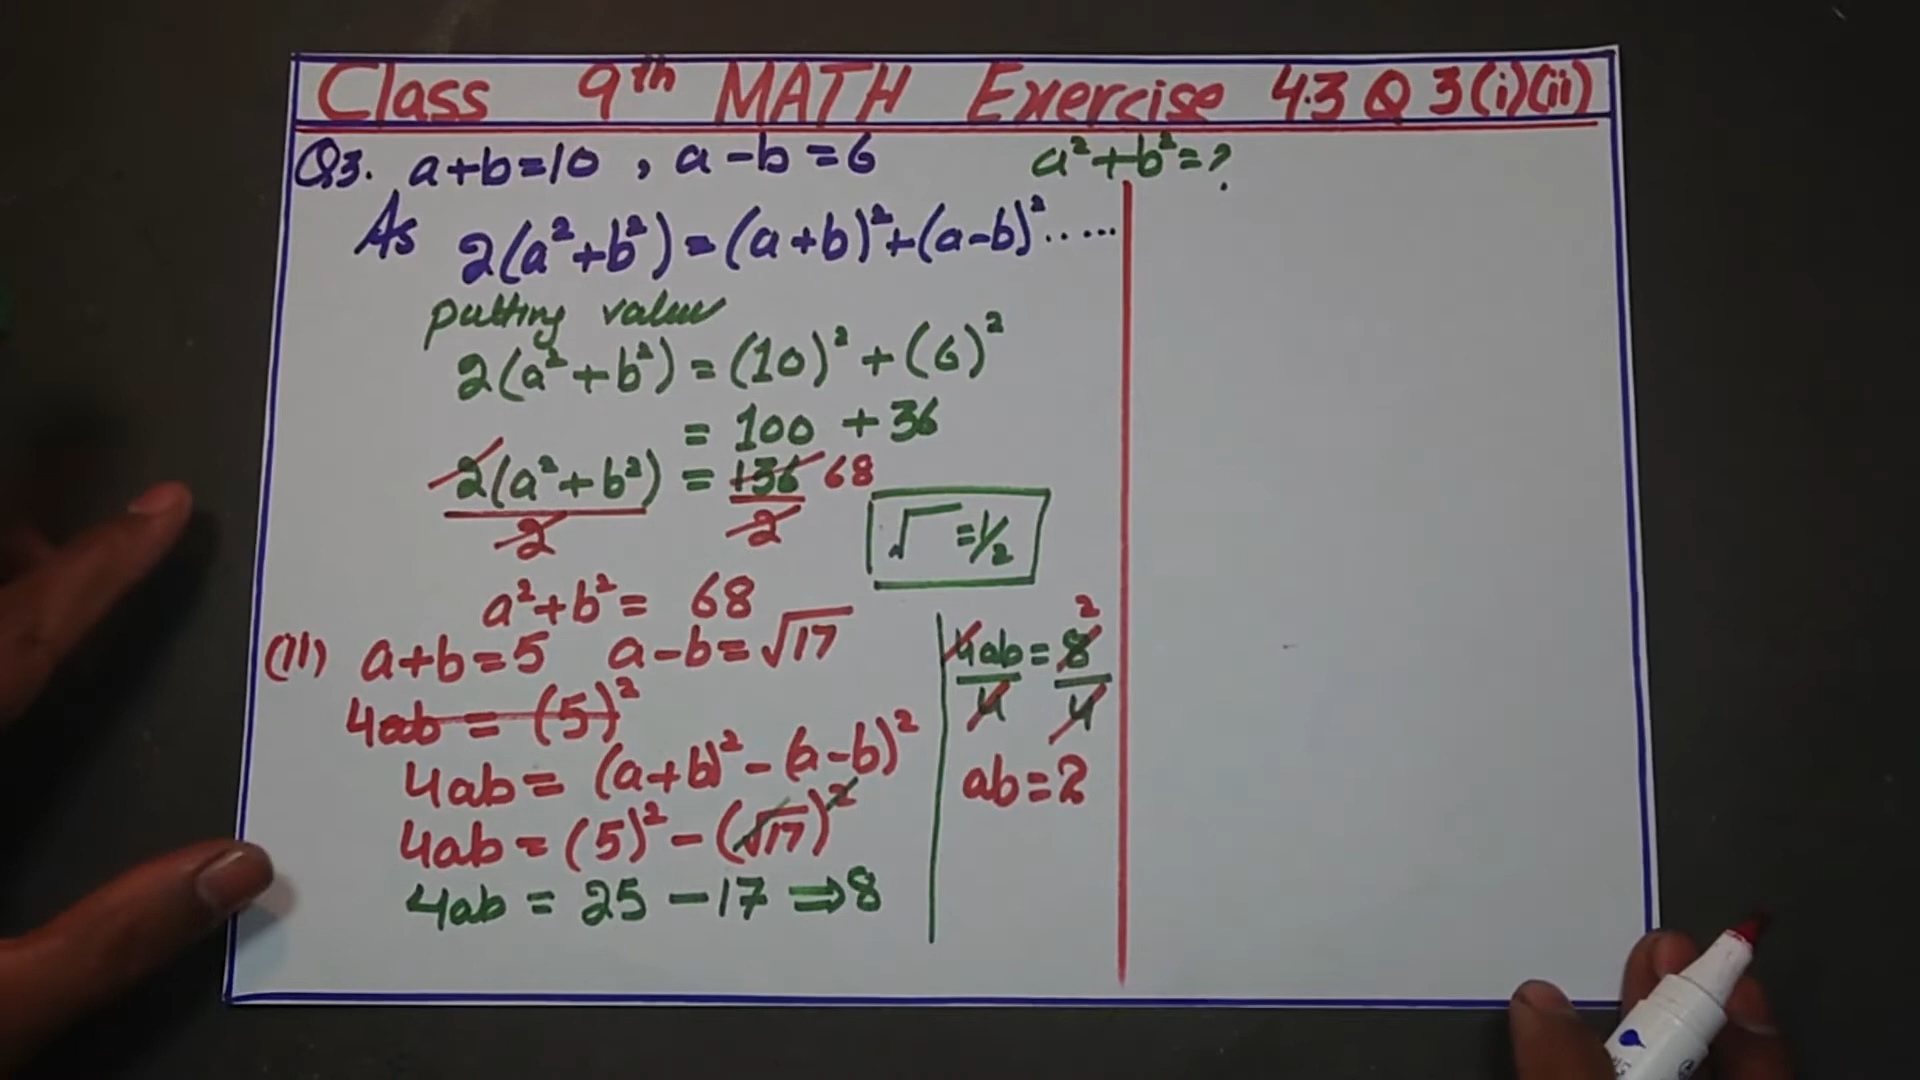 Class 9th MATH Exercise 4.3 Q 3(i)(ii)
Q3. a+b=10 , a-b=6 a²+b²=?
As 2(a²+b²)=(a+b)²+(a-b)².....
putting value
2(a²+b²)=(10)²+(6)²
= 100 + 36
2(a²+b²)/2 = 136/2 68
√ =1/2
a²+b²= 68
(ii) a+b=5 a-b=√17
4ab = (5)²
4ab= (a+b)²-(a-b)²
4ab=(5)²-(√17)²
4ab = 25 -17 ⇒8
4ab/4 = 8/4 2
ab=2